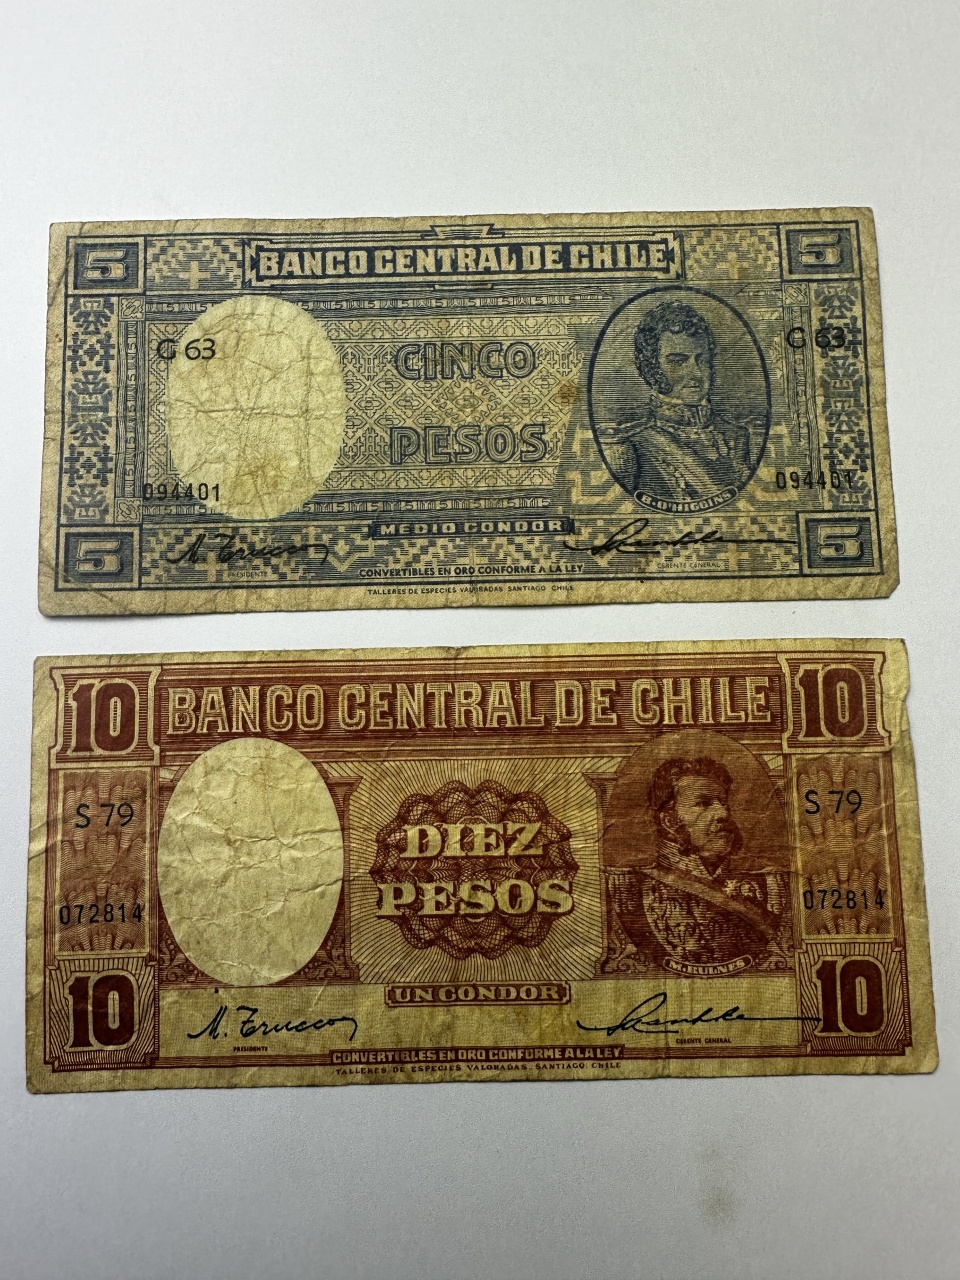 5 BANCO CENTRAL DE CHILE 5
G 63 CINCO G 63
PESOS
094401 094401
B. O'HIGGINS
MEDIO CONDOR
5 M. Trucco 5
PRESIDENTE GERENTE GENERAL
CONVERTIBLES EN ORO CONFORME A LA LEY
TALLERES DE ESPECIES VALORADAS SANTIAGO CHILE
10 BANCO CENTRAL DE CHILE 10
S 79 DIEZ S 79
PESOS
072814 072814
M. BULNES
10 UN CONDOR 10
M. Trucco
PRESIDENTE GERENTE GENERAL
CONVERTIBLES EN ORO CONFORME A LA LEY
TALLERES DE ESPECIES VALORADAS. SANTIAGO CHILE